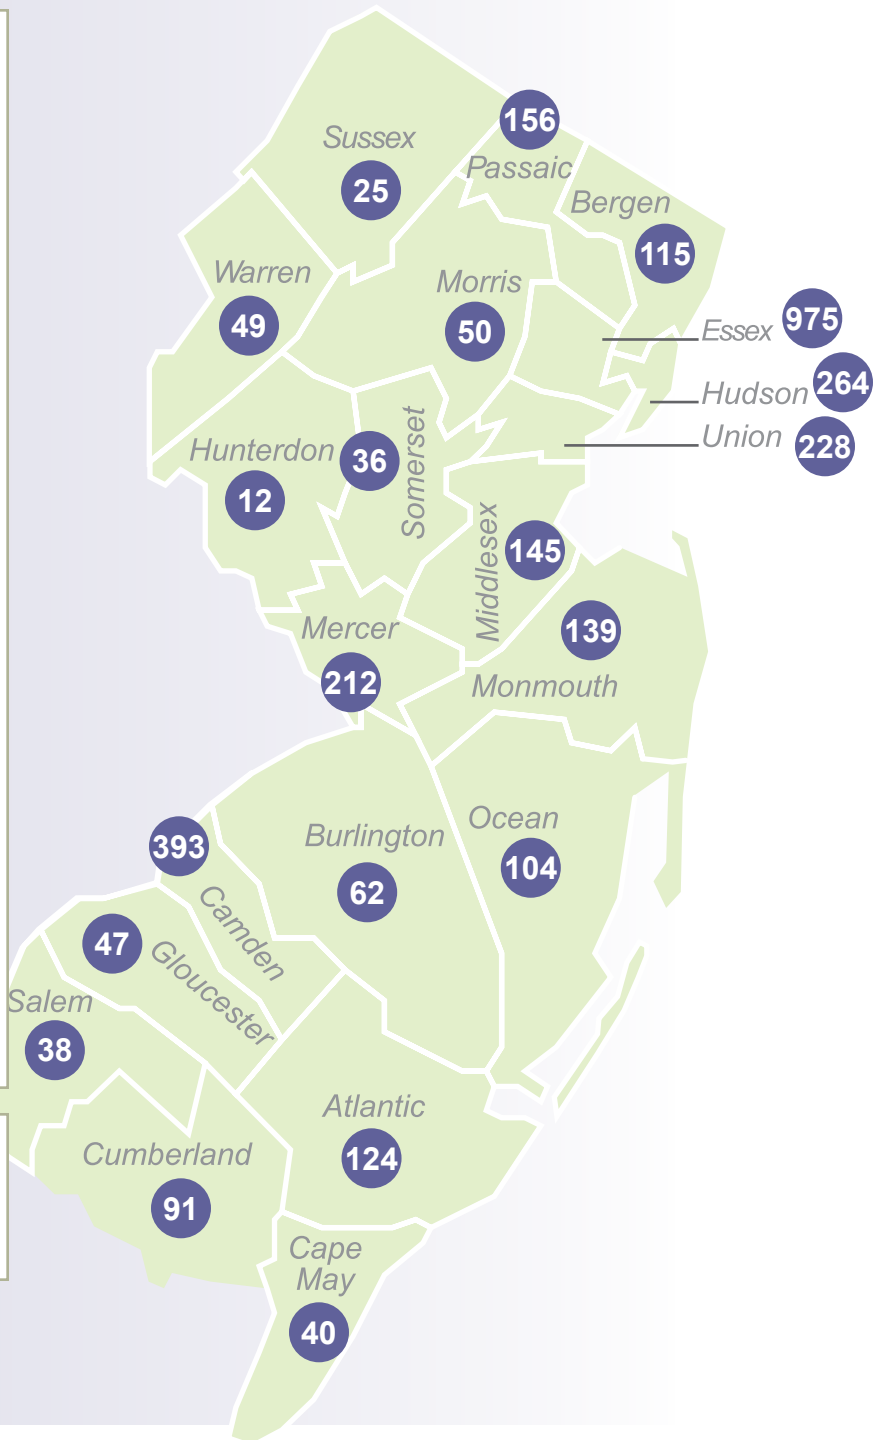 156
Sussex
Passaic
25
Bergen
115
Warren
Morris
49
50
Essex 975
Hudson 264
Union 228
Hunterdon
36
Somerset
12
Middlesex
145
Mercer
139
212
Monmouth
Ocean
Burlington
393
104
62
Camden
47
Gloucester
Salem
38
Atlantic
Cumberland
124
91
Cape
May
40